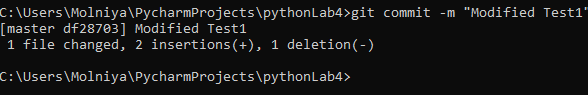 C:\Users\Molniya\PycharmProjects\pythonLab4>git commit -m "Modified Test1"
[master df28703] Modified Test1
 1 file changed, 2 insertions(+), 1 deletion(-)
C:\Users\Molniya\PycharmProjects\pythonLab4>